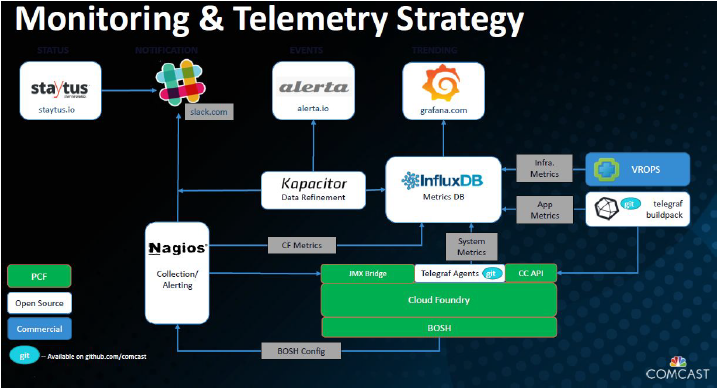 Monitoring & Telemetry Strategy
STATUS
NOTIFICATION
EVENTS
TRENDING
staytus
staytus.io
slack.com
alerta
alerta.io
grafana.com
Kapacitor
Data Refinement
InfluxDB
Metrics DB
Infra.
Metrics
VROPS
App
Metrics
git
telegraf
buildpack
Nagios®
Collection/
Alerting
CF Metrics
System
Metrics
JMX Bridge
Telegraf Agents
git
CC API
Cloud Foundry
BOSH
BOSH Config
PCF
Open Source
Commercial
git – Available on github.com/comcast
COMCAST